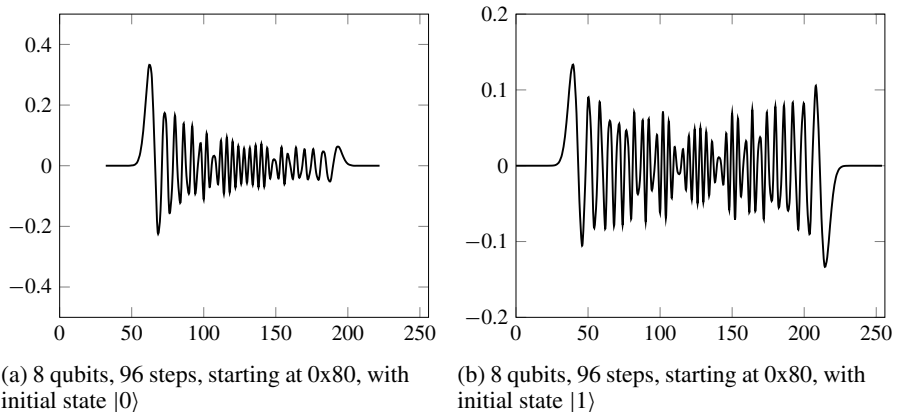 0.4
0.2
0
−0.2
−0.4
0 50 100 150 200 250
(a) 8 qubits, 96 steps, starting at 0x80, with
initial state |0⟩
0.2
0.1
0
−0.1
−0.2
0 50 100 150 200 250
(b) 8 qubits, 96 steps, starting at 0x80, with
initial state |1⟩